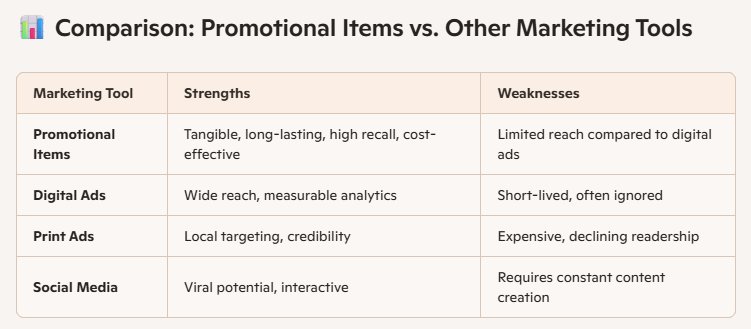 Comparison: Promotional Items vs. Other Marketing Tools
Marketing Tool
Strengths
Weaknesses
Promotional
Items
Tangible, long-lasting, high recall, cost-
effective
Limited reach compared to digital
ads
Digital Ads
Wide reach, measurable analytics
Short-lived, often ignored
Print Ads
Local targeting, credibility
Expensive, declining readership
Social Media
Viral potential, interactive
Requires constant content
creation